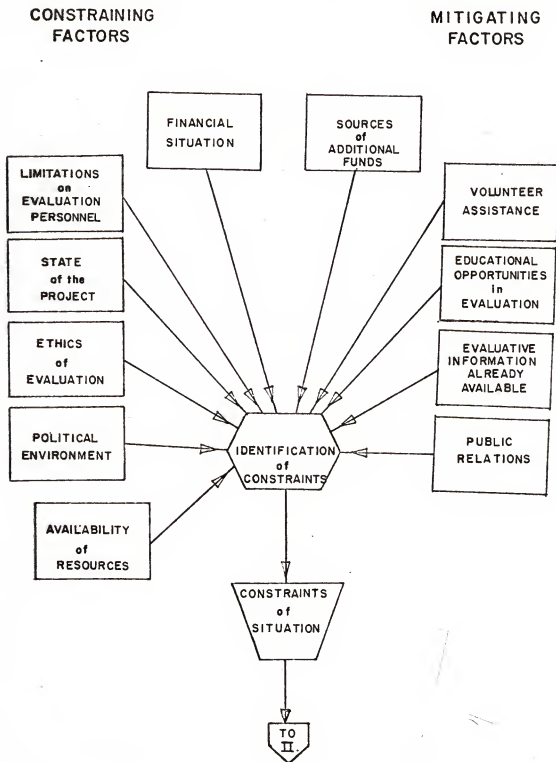 CONSTRAINING
FACTORS
MITIGATING
FACTORS
FINANCIAL
SITUATION
SOURCES
of
ADDITIONAL
FUNDS
LIMITATIONS
on
EVALUATION
PERSONNEL
VOLUNTEER
ASSISTANCE
STATE
of the
PROJECT
EDUCATIONAL
OPPORTUNITIES
in
EVALUATION
ETHICS
of
EVALUATION
EVALUATIVE
INFORMATION
ALREADY
AVAILABLE
POLITICAL
ENVIRONMENT
PUBLIC
RELATIONS
AVAILABILITY
of
RESOURCES
IDENTIFICATION
of
CONSTRAINTS
CONSTRAINTS
of
SITUATION
TO
II